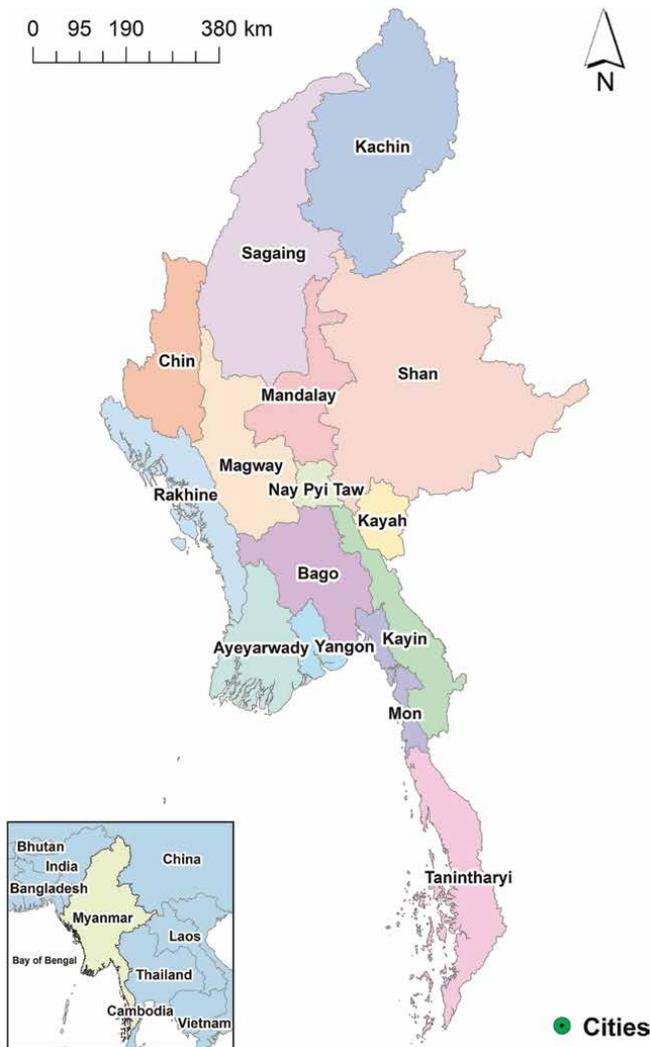 0 95 190 380 km
N
Kachin
Sagaing
Chin
Shan
Mandalay
Magway
Nay Pyi Taw
Rakhine
Kayah
Bago
Ayeyarwady
Yangon
Kayin
Mon
Tanintharyi
Bhutan
India
China
Bangladesh
Myanmar
Laos
Bay of Bengal
Thailand
Cambodia
Vietnam
Cities